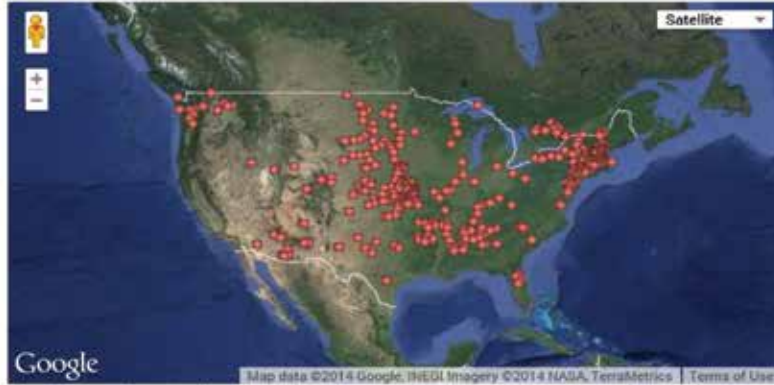 Satellite
+
−
Google
Map data ©2014 Google, INEGI Imagery ©2014 NASA, TerraMetrics
Terms of Use